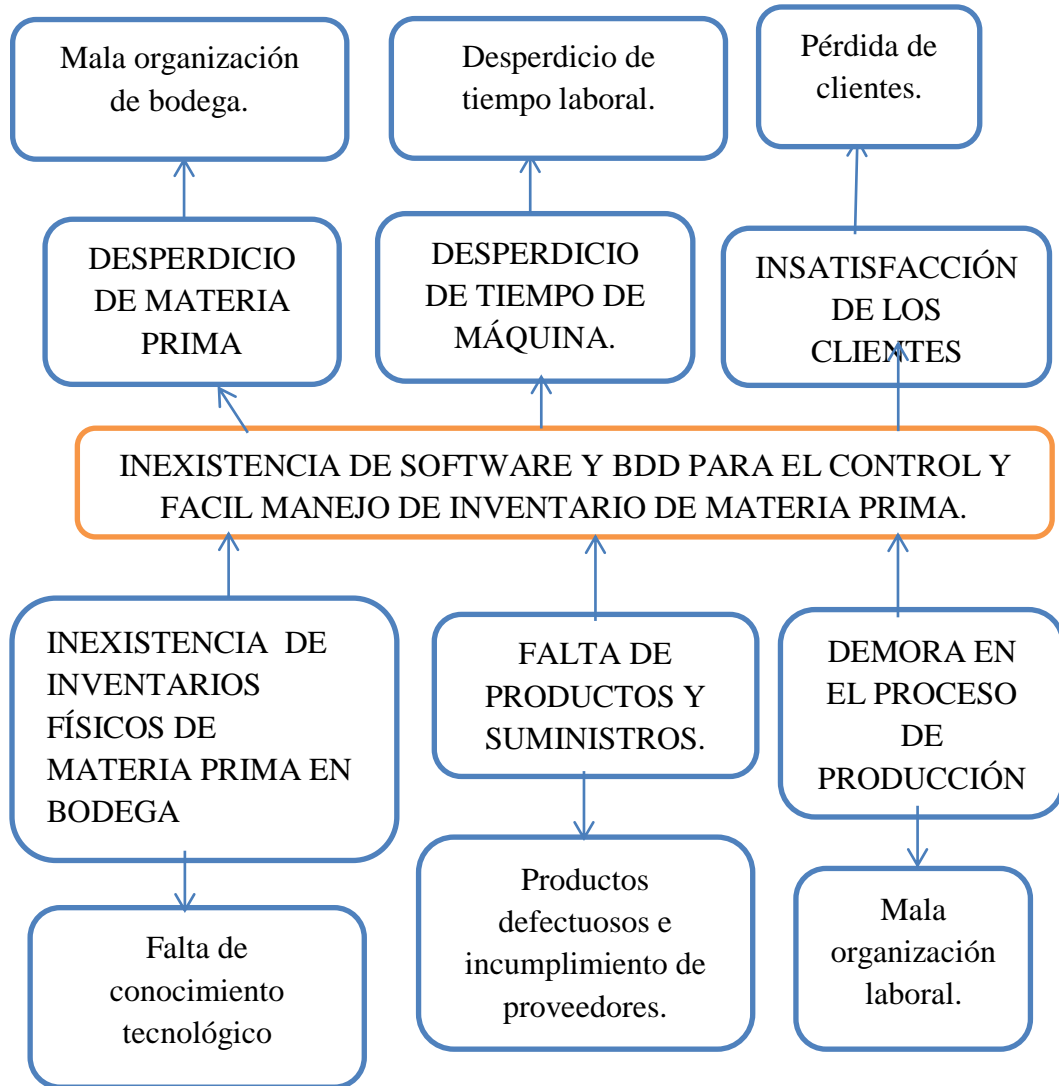 Mala organización
de bodega.
Desperdicio de
tiempo laboral.
Pérdida de
clientes.
DESPERDICIO
DE MATERIA
PRIMA
DESPERDICIO
DE TIEMPO DE
MÁQUINA.
INSATISFACCIÓN
DE LOS
CLIENTES
INEXISTENCIA DE SOFTWARE Y BDD PARA EL CONTROL Y
FACIL MANEJO DE INVENTARIO DE MATERIA PRIMA.
INEXISTENCIA DE
INVENTARIOS
FÍSICOS DE
MATERIA PRIMA EN
BODEGA
FALTA DE
PRODUCTOS Y
SUMINISTROS.
DEMORA EN
EL PROCESO
DE
PRODUCCIÓN
Falta de
conocimiento
tecnológico
Productos
defectuosos e
incumplimiento de
proveedores.
Mala
organización
laboral.